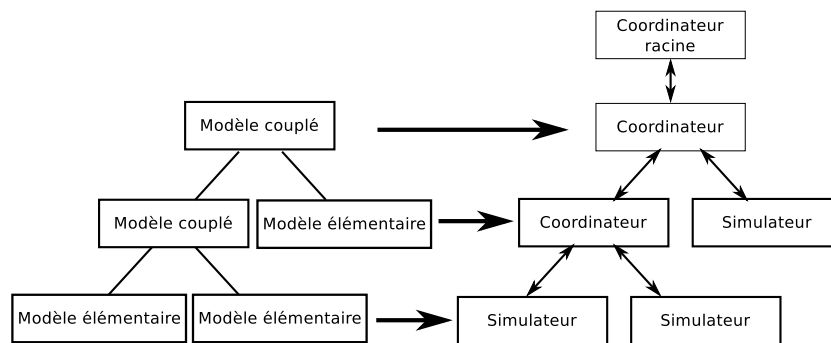 Coordinateur
racine
Modèle couplé
Coordinateur
Modèle couplé
Modèle élémentaire
Coordinateur
Simulateur
Modèle élémentaire
Modèle élémentaire
Simulateur
Simulateur